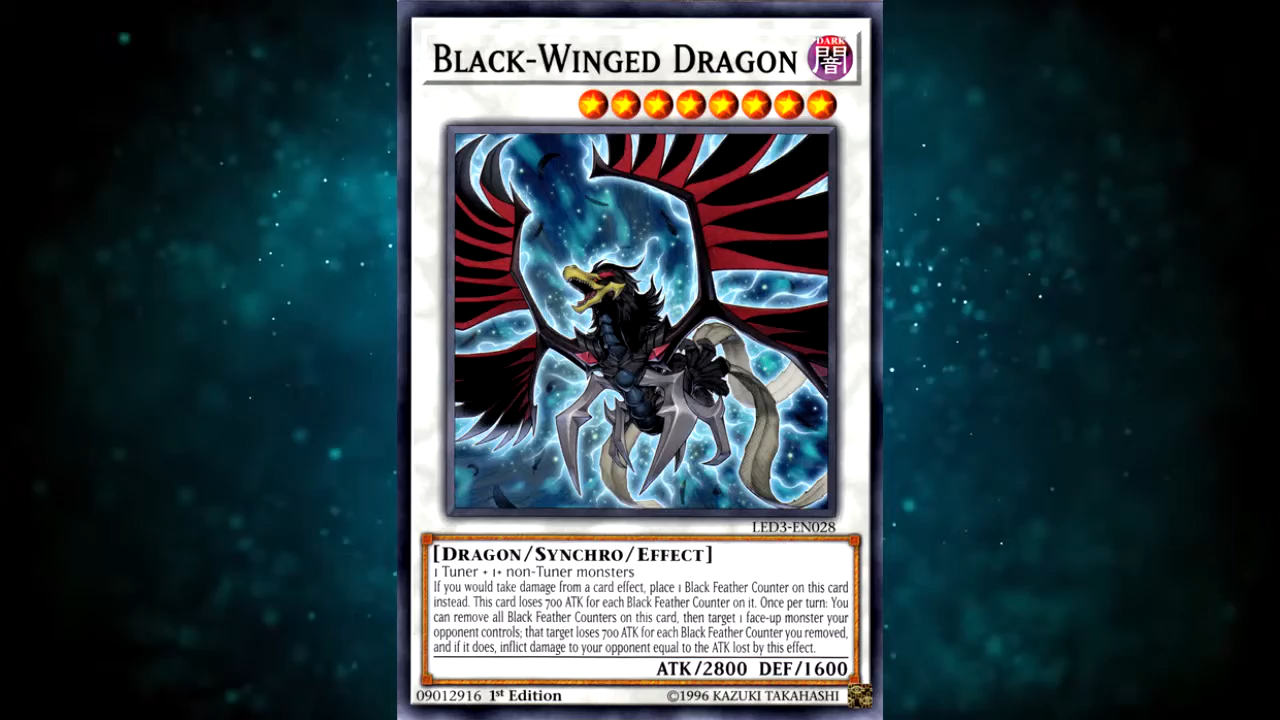 BLACK-WINGED DRAGON
DARK
闇
LED3-EN028
[DRAGON/SYNCHRO/EFFECT]
1 Tuner + 1+ non-Tuner monsters
If you would take damage from a card effect, place 1 Black Feather Counter on this card
instead. This card loses 700 ATK for each Black Feather Counter on it. Once per turn: You
can remove all Black Feather Counters on this card, then target 1 face-up monster your
opponent controls; that target loses 700 ATK for each Black Feather Counter you removed,
and if it does, inflict damage to your opponent equal to the ATK lost by this effect.
ATK/2800 DEF/1600
09012916 1st Edition
©1996 KAZUKI TAKAHASHI